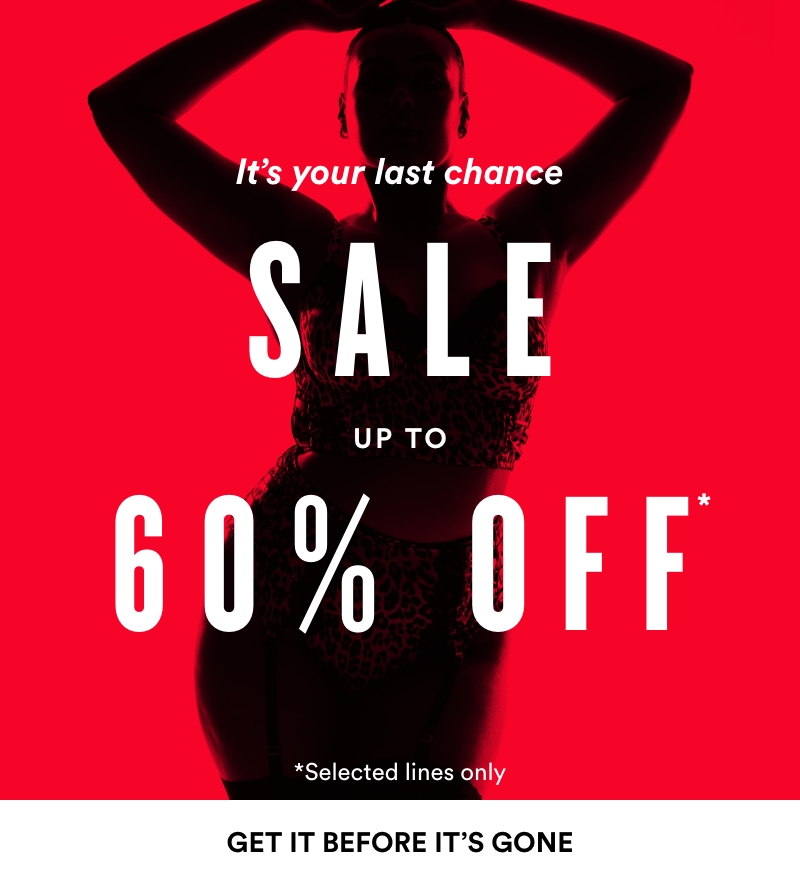 It’s your last chance
SALE
UP TO
60% OFF*
*Selected lines only
GET IT BEFORE IT’S GONE